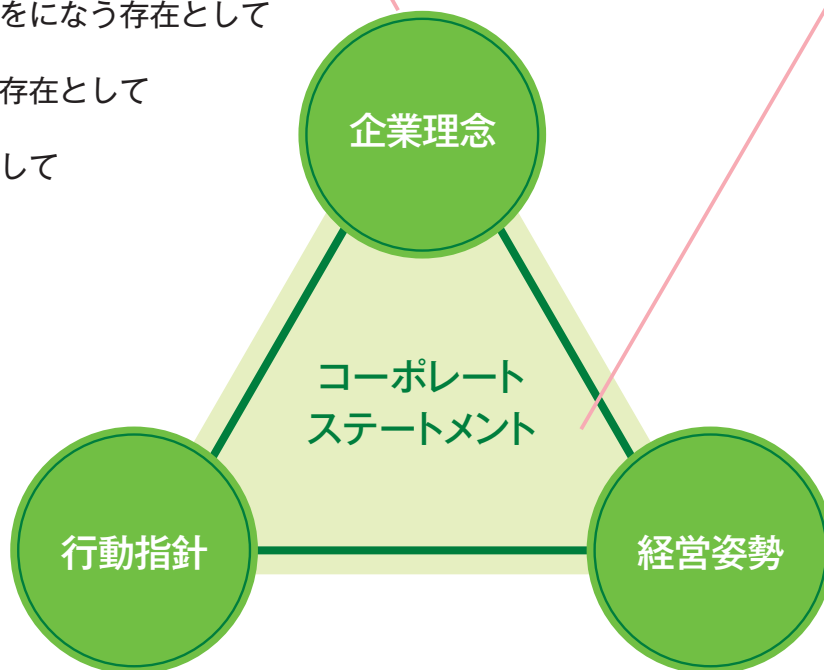 をになう存在として
存在として
して
企業理念
コーポレート
ステートメント
行動指針
経営姿勢